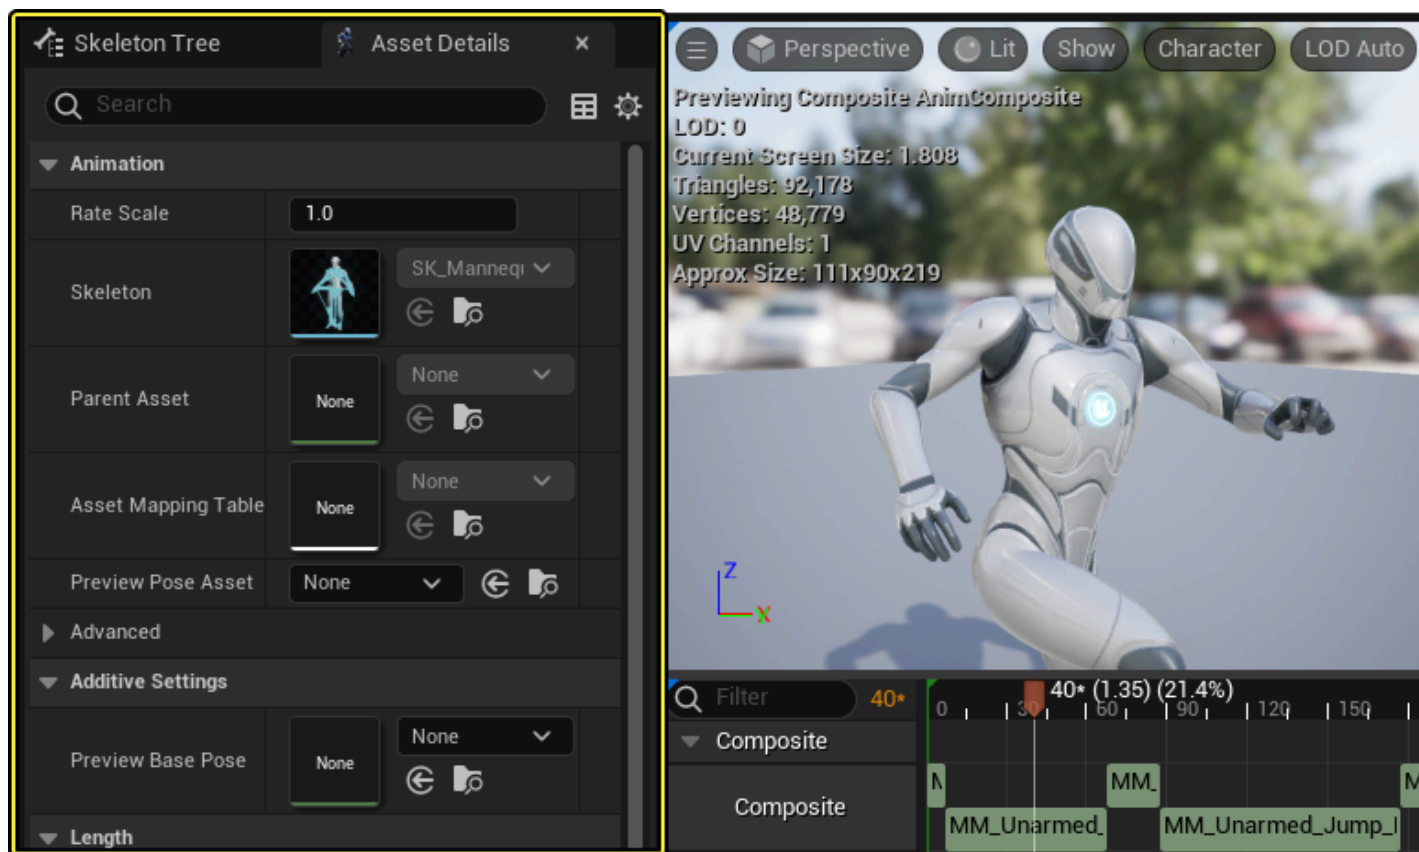 Skeleton Tree
Asset Details
Search
Animation
Rate Scale
1.0
Skeleton
SK_Mannequ
Parent Asset
None
None
Asset Mapping Table
None
None
Preview Pose Asset
None
Advanced
Additive Settings
Preview Base Pose
None
None
Length
Perspective
Lit
Show
Character
LOD Auto
Previewing Composite AnimComposite
LOD: 0
Current Screen Size: 1.808
Triangles: 92,178
Vertices: 48,779
UV Channels: 1
Approx Size: 111x90x219
Z
X
Filter
40*
40* (1.35) (21.4%)
0 30 60 90 120 150
Composite
Composite
MM_
MM_Unarmed_
MM_Unarmed_Jump_